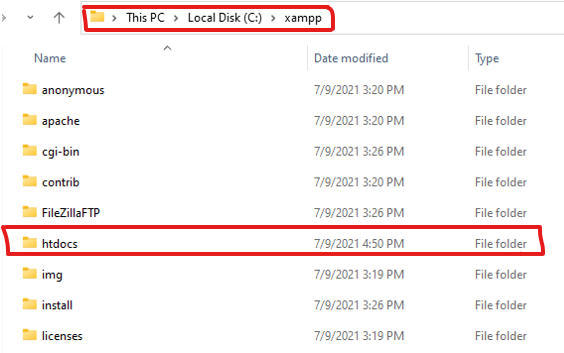 This PC > Local Disk (C:) > xampp
Name Date modified Type
anonymous 7/9/2021 3:20 PM File folder
apache 7/9/2021 3:20 PM File folder
cgi-bin 7/9/2021 3:26 PM File folder
contrib 7/9/2021 3:20 PM File folder
FileZillaFTP 7/9/2021 3:26 PM File folder
htdocs 7/9/2021 4:50 PM File folder
img 7/9/2021 3:19 PM File folder
install 7/9/2021 3:26 PM File folder
licenses 7/9/2021 3:19 PM File folder